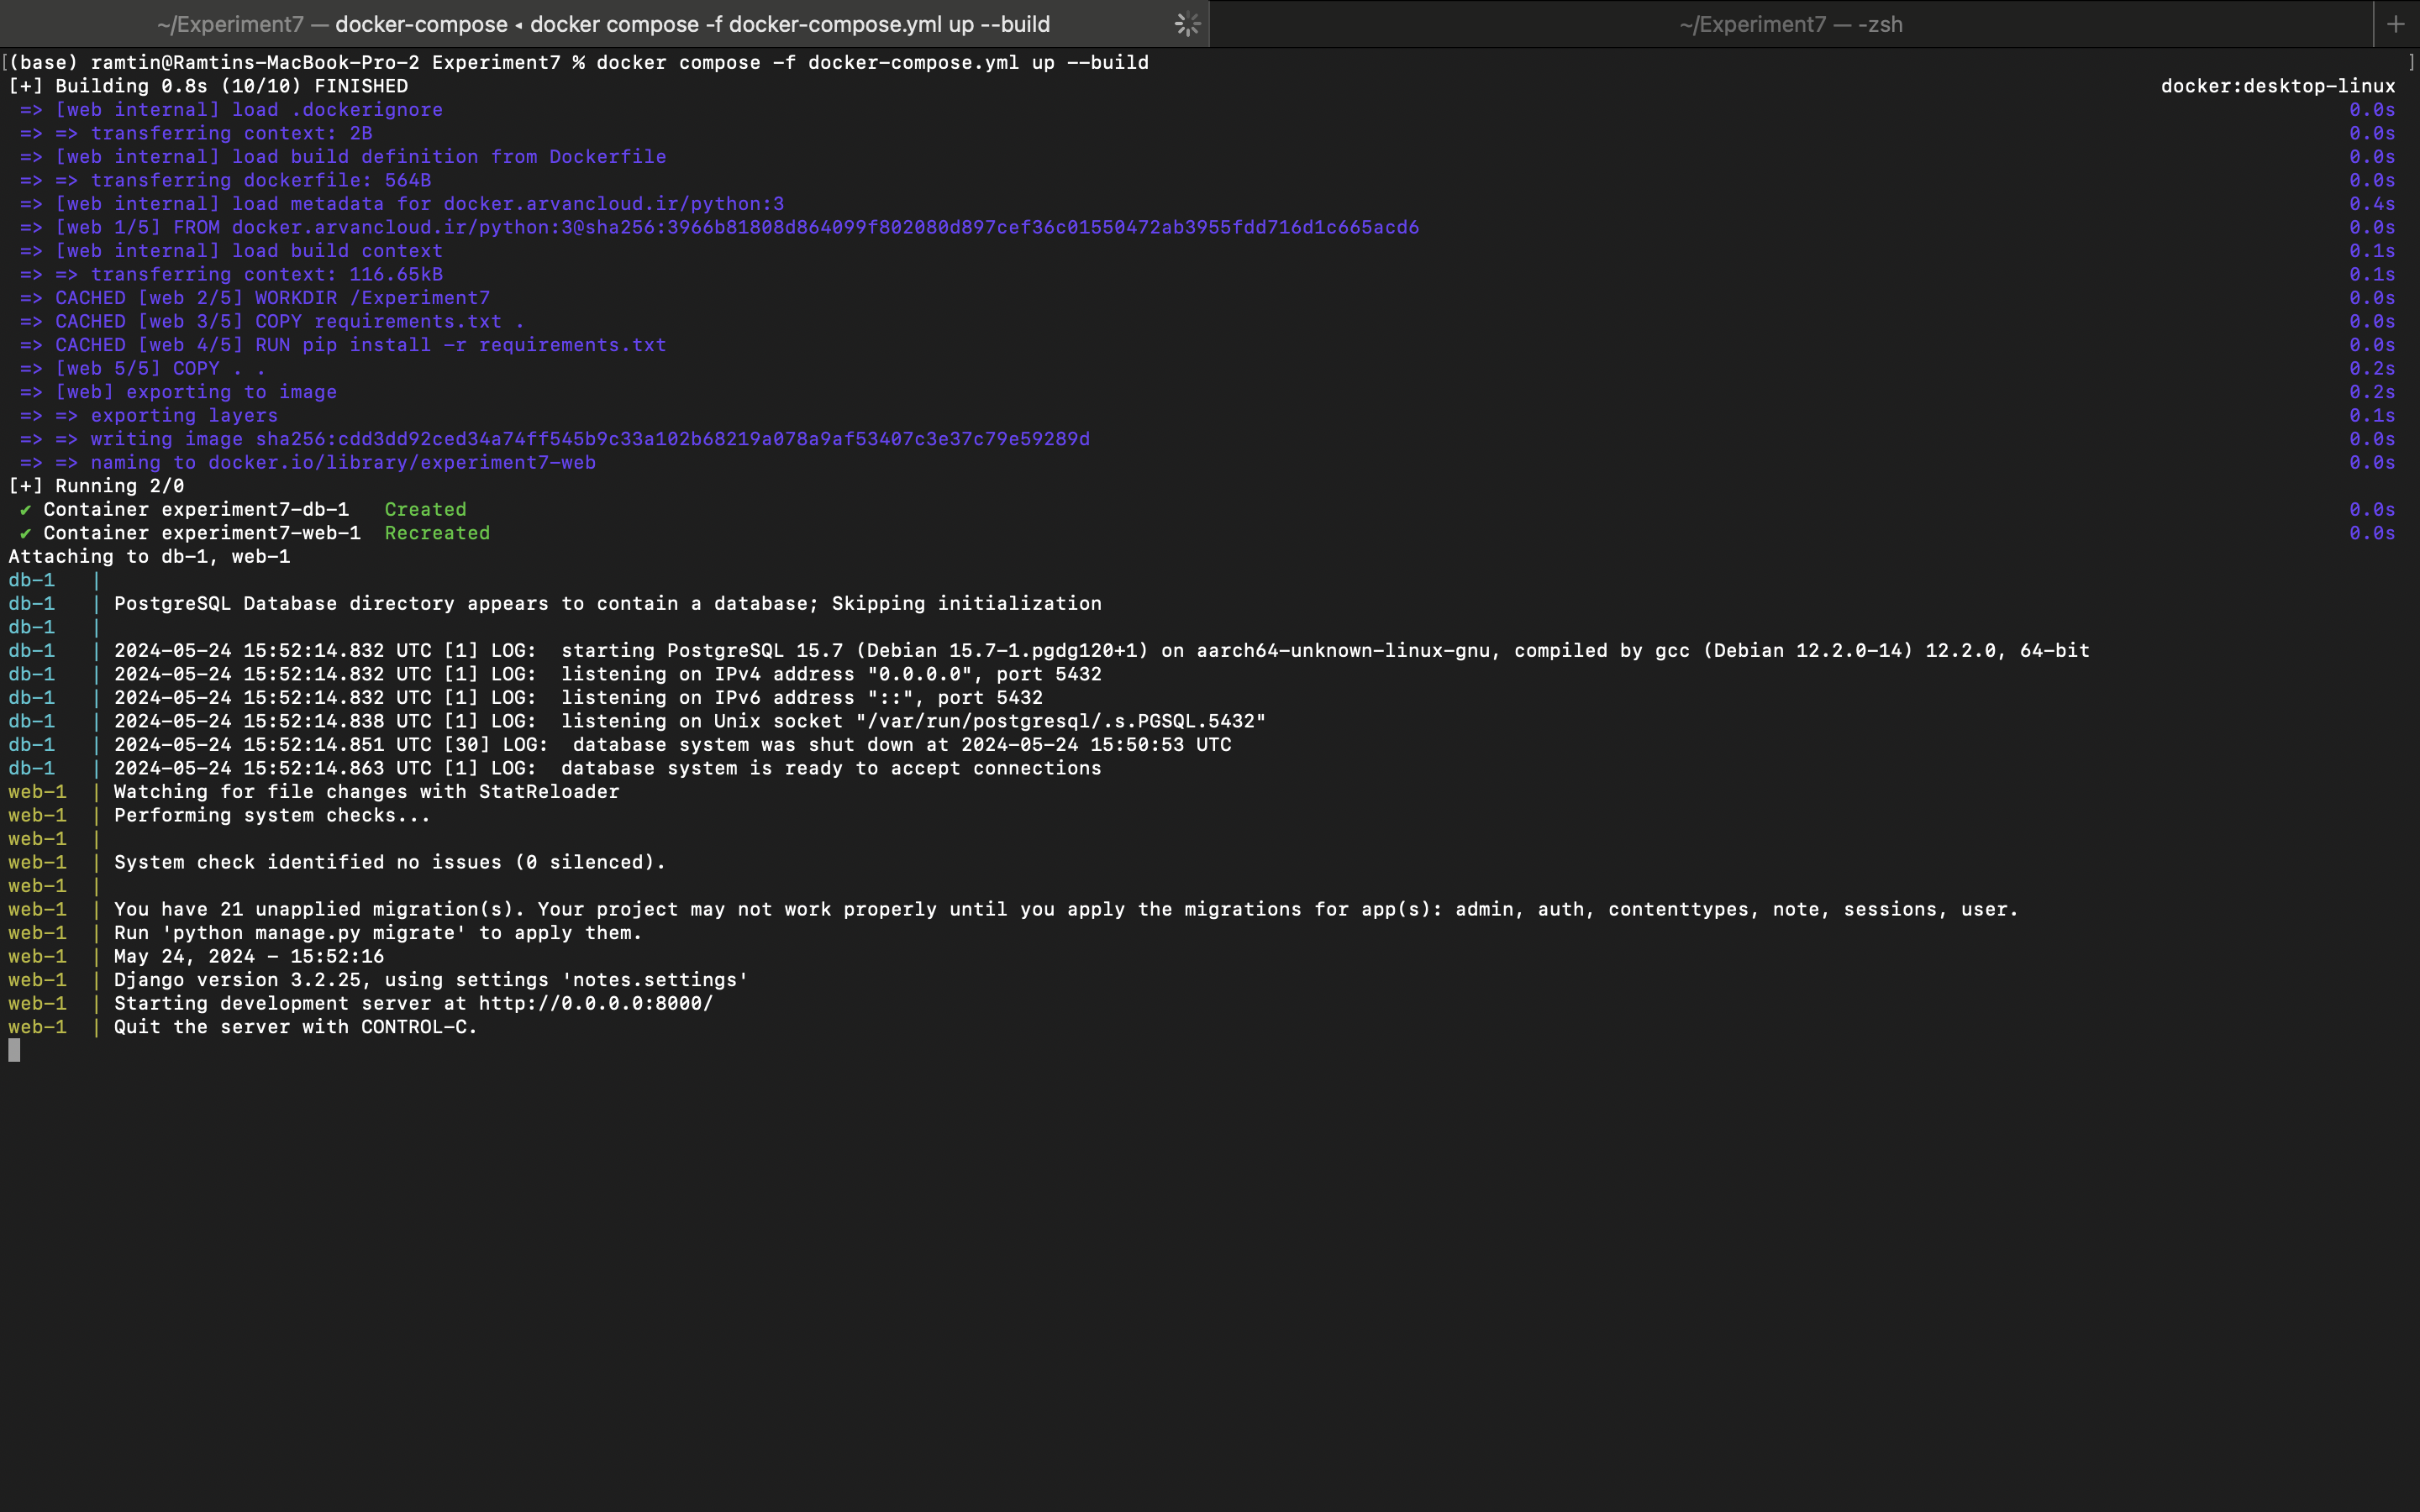 ~/Experiment7 — docker-compose ◂ docker compose -f docker-compose.yml up --build
~/Experiment7 — -zsh
[(base) ramtin@Ramtins-MacBook-Pro-2 Experiment7 % docker compose -f docker-compose.yml up --build ]
[+] Building 0.8s (10/10) FINISHED docker:desktop-linux
=> [web internal] load .dockerignore 0.0s
=> => transferring context: 2B 0.0s
=> [web internal] load build definition from Dockerfile 0.0s
=> => transferring dockerfile: 564B 0.0s
=> [web internal] load metadata for docker.arvancloud.ir/python:3 0.4s
=> [web 1/5] FROM docker.arvancloud.ir/python:3@sha256:3966b81808d864099f802080d897cef36c01550472ab3955fdd716d1c665acd6 0.0s
=> [web internal] load build context 0.1s
=> => transferring context: 116.65kB 0.1s
=> CACHED [web 2/5] WORKDIR /Experiment7 0.0s
=> CACHED [web 3/5] COPY requirements.txt . 0.0s
=> CACHED [web 4/5] RUN pip install -r requirements.txt 0.0s
=> [web 5/5] COPY . . 0.2s
=> [web] exporting to image 0.2s
=> => exporting layers 0.1s
=> => writing image sha256:cdd3dd92ced34a74ff545b9c33a102b68219a078a9af53407c3e37c79e59289d 0.0s
=> => naming to docker.io/library/experiment7-web 0.0s
[+] Running 2/0
✔ Container experiment7-db-1 Created 0.0s
✔ Container experiment7-web-1 Recreated 0.0s
Attaching to db-1, web-1
db-1 |
db-1 | PostgreSQL Database directory appears to contain a database; Skipping initialization
db-1 |
db-1 | 2024-05-24 15:52:14.832 UTC [1] LOG: starting PostgreSQL 15.7 (Debian 15.7-1.pgdg120+1) on aarch64-unknown-linux-gnu, compiled by gcc (Debian 12.2.0-14) 12.2.0, 64-bit
db-1 | 2024-05-24 15:52:14.832 UTC [1] LOG: listening on IPv4 address "0.0.0.0", port 5432
db-1 | 2024-05-24 15:52:14.832 UTC [1] LOG: listening on IPv6 address "::", port 5432
db-1 | 2024-05-24 15:52:14.838 UTC [1] LOG: listening on Unix socket "/var/run/postgresql/.s.PGSQL.5432"
db-1 | 2024-05-24 15:52:14.851 UTC [30] LOG: database system was shut down at 2024-05-24 15:50:53 UTC
db-1 | 2024-05-24 15:52:14.863 UTC [1] LOG: database system is ready to accept connections
web-1 | Watching for file changes with StatReloader
web-1 | Performing system checks...
web-1 |
web-1 | System check identified no issues (0 silenced).
web-1 |
web-1 | You have 21 unapplied migration(s). Your project may not work properly until you apply the migrations for app(s): admin, auth, contenttypes, note, sessions, user.
web-1 | Run 'python manage.py migrate' to apply them.
web-1 | May 24, 2024 - 15:52:16
web-1 | Django version 3.2.25, using settings 'notes.settings'
web-1 | Starting development server at http://0.0.0.0:8000/
web-1 | Quit the server with CONTROL-C.